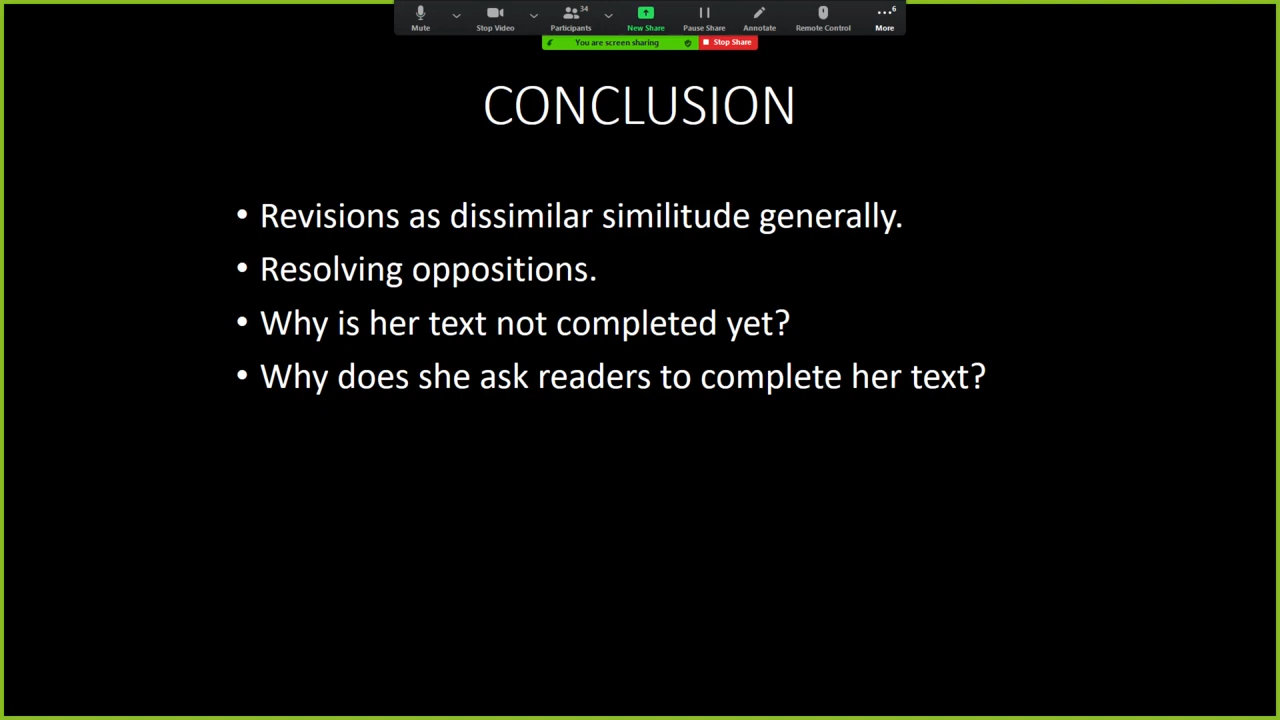 34
6
Mute
Stop Video
Participants
New Share
Pause Share
Annotate
Remote Control
More
You are screen sharing
Stop Share
CONCLUSION
• Revisions as dissimilar similitude generally.
• Resolving oppositions.
• Why is her text not completed yet?
• Why does she ask readers to complete her text?